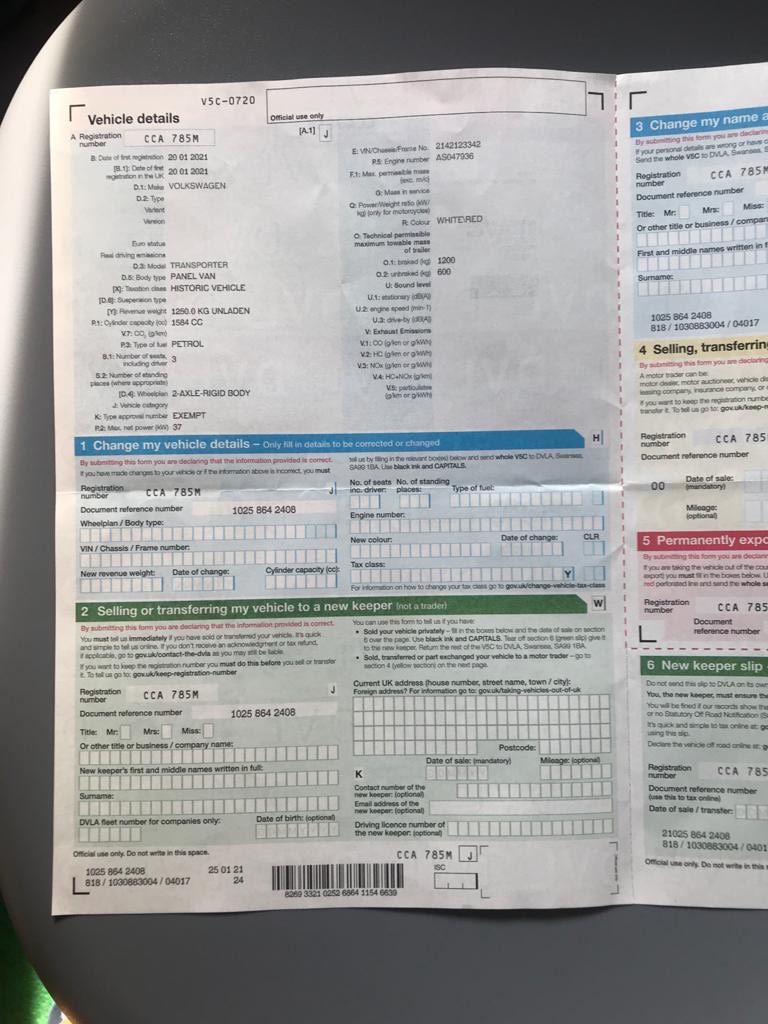 V5C-0720
Vehicle details
Official use only
A Registration number CCA 785M
[A.1] J
B: Date of first registration 20 01 2021
[B.1]: Date of first registration in the UK 20 01 2021
D.1: Make VOLKSWAGEN
D.2: Type
Variant
Version
Euro status
Real driving emissions
D.3: Model TRANSPORTER
D.5: Body type PANEL VAN
[X]: Taxation class HISTORIC VEHICLE
[D.6]: Suspension type
[Y]: Revenue weight 1250.0 KG UNLADEN
P.1: Cylinder capacity (cc) 1584 CC
V.7: CO2 (g/km)
P.3: Type of fuel PETROL
S.1: Number of seats, including driver 3
S.2: Number of standing places (where appropriate)
[D.4]: Wheelplan 2-AXLE-RIGID BODY
J: Vehicle category
K: Type approval number EXEMPT
P.2: Max. net power (kW) 37
E: VIN/Chassis/Frame No. 2142123342
P.5: Engine number AS047936
F.1: Max. permissible mass (exc. m/c)
G: Mass in service
Q: Power/Weight ratio (kW/kg) (only for motorcycles)
R: Colour WHITE\RED
O: Technical permissible maximum towable mass of trailer
O.1: braked (kg) 1200
O.2: unbraked (kg) 600
U: Sound level
U.1: stationary (dB(A))
U.2: engine speed (min-1)
U.3: drive-by (dB(A))
V: Exhaust Emissions
V.1: CO (g/km or g/kWh)
V.2: HC (g/km or g/kWh)
V.3: NOx (g/km or g/kWh)
V.4: HC+NOx (g/km)
V.5: particulates (g/km or g/kWh)
1 Change my vehicle details – Only fill in details to be corrected or changed
H
By submitting this form you are declaring that the information provided is correct.
If you have made changes to your vehicle or if the information above is incorrect, you must
tell us by filling in the relevant box(es) below and send whole V5C to DVLA, Swansea,
SA99 1BA. Use black ink and CAPITALS.
Registration number CCA 785M J
Document reference number 1025 864 2408
Wheelplan / Body type:
VIN / Chassis / Frame number:
New revenue weight: Date of change: Cylinder capacity (cc):
No. of seats inc. driver: No. of standing places: Type of fuel:
Engine number:
New colour: Date of change: CLR
Tax class:
Y
For information on how to change your tax class go to gov.uk/change-vehicle-tax-class
2 Selling or transferring my vehicle to a new keeper (not a trader)
W
By submitting this form you are declaring that the information provided is correct.
You must tell us immediately if you have sold or transferred your vehicle. It's quick
and simple to tell us online. If you don't receive an acknowledgment or tax refund,
if applicable, go to gov.uk/contact-the-dvla as you may still be liable.
If you want to keep the registration number you must do this before you sell or transfer
it. To tell us go to: gov.uk/keep-registration-number
You can use this form to tell us if you have:
• Sold your vehicle privately – fill in the boxes below and the date of sale on section
6 over the page. Use black ink and CAPITALS. Tear off section 6 (green slip) give it
to the new keeper. Return the rest of the V5C to DVLA, Swansea, SA99 1BA.
• Sold, transferred or part exchanged your vehicle to a motor trader – go to
section 4 (yellow section) on the next page.
Registration number CCA 785M J
Document reference number 1025 864 2408
Title: Mr: Mrs: Miss:
Or other title or business / company name:
New keeper's first and middle names written in full:
Surname:
DVLA fleet number for companies only: Date of birth: (optional)
Current UK address (house number, street name, town / city):
Foreign address? For information go to: gov.uk/taking-vehicles-out-of-uk
Postcode:
Date of sale: (mandatory) Mileage: (optional)
K
Contact number of the new keeper: (optional)
Email address of the new keeper: (optional)
Driving licence number of the new keeper: (optional)
Official use only. Do not write in this space.
1025 864 2408
818 / 1030883004 / 04017
25 01 21
24
8269 3321 0252 6864 1154 6639
CCA 785M J
ISC
3 Change my name a
By submitting this form you are declarin
If your personal details are wrong or have c
Send the whole V5C to DVLA, Swansea, S
Registration number CCA 785M
Document reference number
Title: Mr: Mrs: Miss:
Or other title or business / compan
First and middle names written in f
Surname:
1025 864 2408
818 / 1030883004 / 04017
4 Selling, transferring
By submitting this form you are declaring
A motor trader can be:
motor dealer, motor auctioneer, vehicle dis
leasing company, insurance company, or
If you want to keep the registration numbe
transfer it. To tell us go to: gov.uk/keep-r
Registration number CCA 785
Document reference number
00
Date of sale: (mandatory)
Mileage: (optional)
5 Permanently expo
By submitting this form you are declarin
If you are taking the vehicle out of the cou
export) you must fill in the boxes below. U
red perforated line and send the whole s
Registration number CCA 785
Document reference number
6 New keeper slip -
Do not send this slip to DVLA on its own
You, the new keeper, must ensure the
You will be fined if our records show the
or no Statutory Off Road Notification (S
It's quick and simple to tax online at: go
using this slip.
Declare the vehicle off road online at: g
Registration number CCA 785
Document reference number
(use this to tax online)
Date of sale / transfer:
21025 864 2408
818 / 1030883004 / 0401
Official use only. Do not write in this